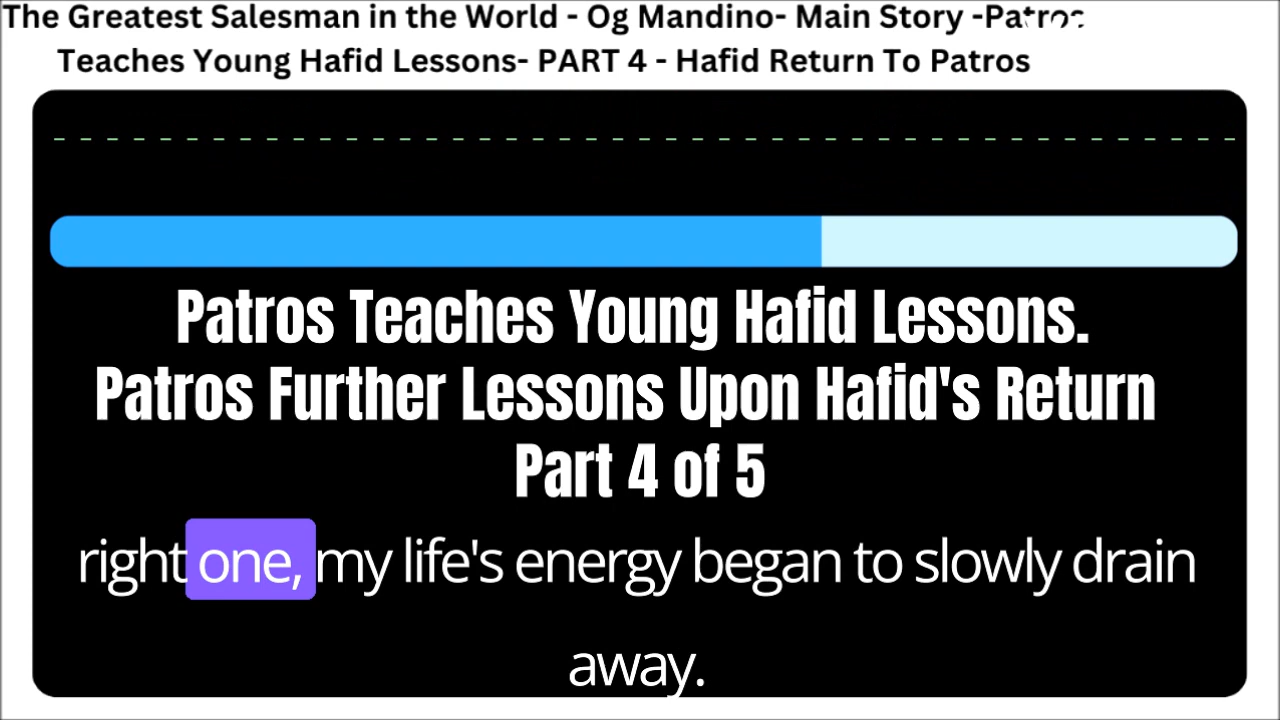 The Greatest Salesman in the World - Og Mandino- Main Story -Patros
Teaches Young Hafid Lessons- PART 4 - Hafid Return To Patros
Patros Teaches Young Hafid Lessons.
Patros Further Lessons Upon Hafid's Return
Part 4 of 5
right one, my life's energy began to slowly drain
away.